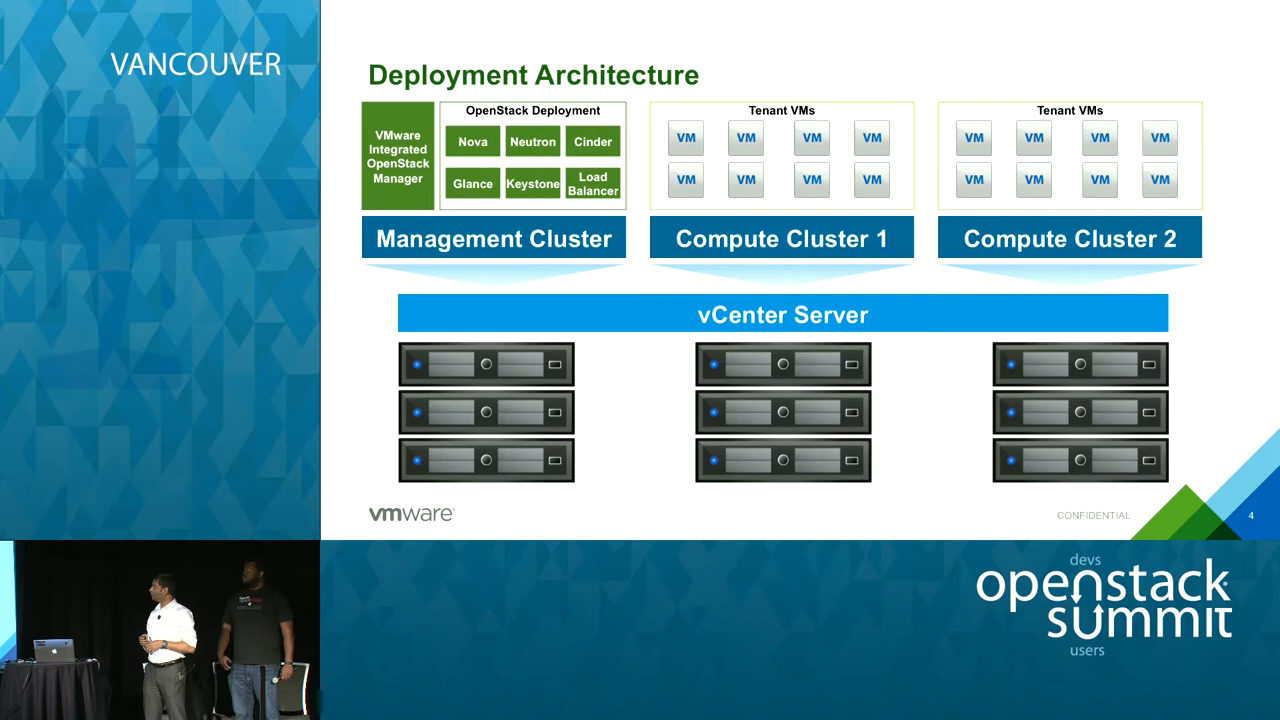 VANCOUVER
Deployment Architecture
VMware
Integrated
OpenStack
Manager
OpenStack Deployment
Nova
Neutron
Cinder
Glance
Keystone
Load
Balancer
Tenant VMs
VM
VM
VM
VM
VM
VM
VM
VM
Tenant VMs
VM
VM
VM
VM
VM
VM
VM
VM
Management Cluster
Compute Cluster 1
Compute Cluster 2
vCenter Server
vmware
CONFIDENTIAL
4
devs
openstack
summit
users